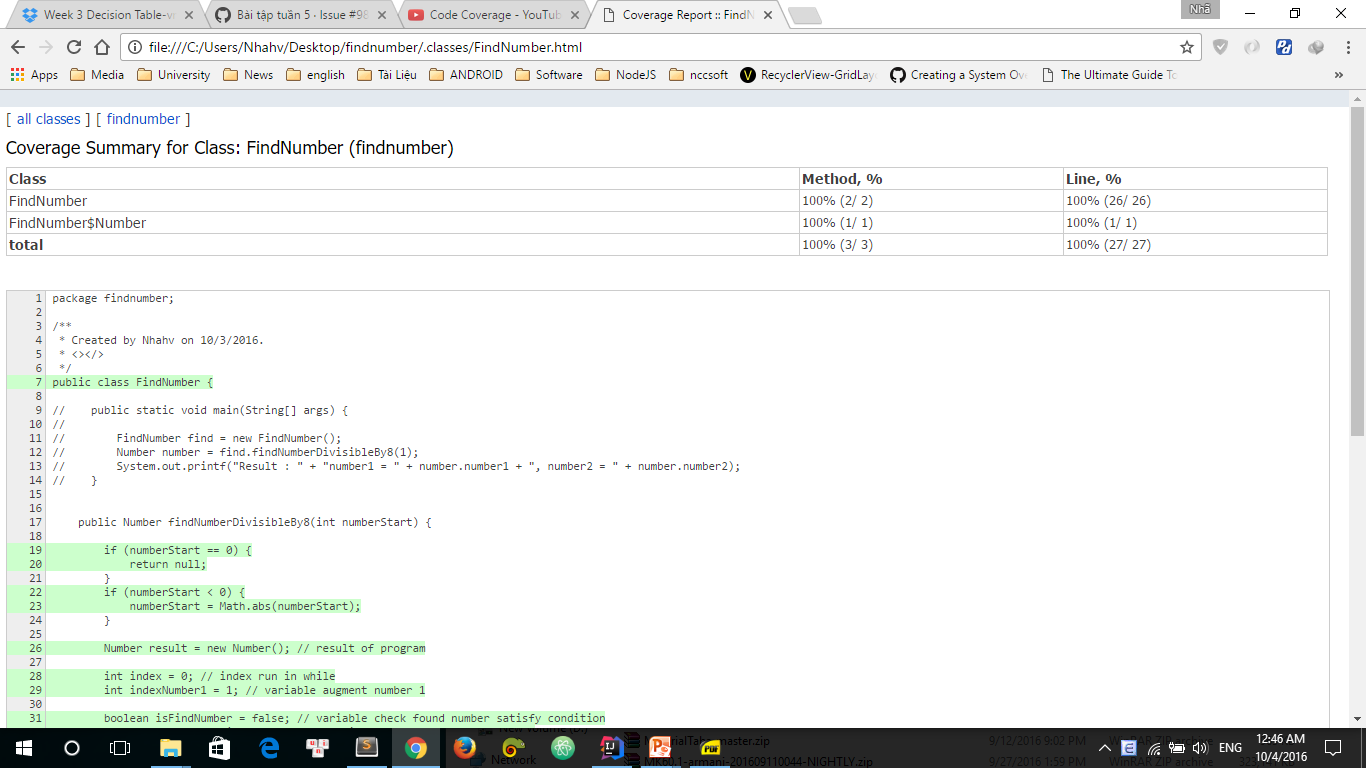 Week 3 Decision Table-v
Bài tập tuần 5 · Issue #98
Code Coverage - YouTub
Coverage Report :: FindN
Nhã
file:///C:/Users/Nhahv/Desktop/findnumber/.classes/FindNumber.html
Apps Media University News english Tài Liệu ANDROID Software NodeJS nccsoft RecyclerView-GridLay Creating a System Ov The Ultimate Guide To »
[ all classes ] [ findnumber ]
Coverage Summary for Class: FindNumber (findnumber)
Class Method, % Line, %
FindNumber 100% (2/ 2) 100% (26/ 26)
FindNumber$Number 100% (1/ 1) 100% (1/ 1)
total 100% (3/ 3) 100% (27/ 27)
1 package findnumber;
2
3 /**
4 * Created by Nhahv on 10/3/2016.
5 * <></>
6 */
7 public class FindNumber {
8
9 // public static void main(String[] args) {
10 //
11 // FindNumber find = new FindNumber();
12 // Number number = find.findNumberDivisibleBy8(1);
13 // System.out.printf("Result : " + "number1 = " + number.number1 + ", number2 = " + number.number2);
14 // }
15
16
17 public Number findNumberDivisibleBy8(int numberStart) {
18
19 if (numberStart == 0) {
20 return null;
21 }
22 if (numberStart < 0) {
23 numberStart = Math.abs(numberStart);
24 }
25
26 Number result = new Number(); // result of program
27
28 int index = 0; // index run in while
29 int indexNumber1 = 1; // variable augment number 1
30
31 boolean isFindNumber = false; // variable check found number satisfy condition
New Volume (D:)
Network
master.zip 9/12/2016 9:02 PM WinRAR ZIP archive
MK60.1-armani-201609110044-NIGHTLY.zip 9/27/2016 1:59 PM WinRAR ZIP archive
ENG
12:46 AM
10/4/2016